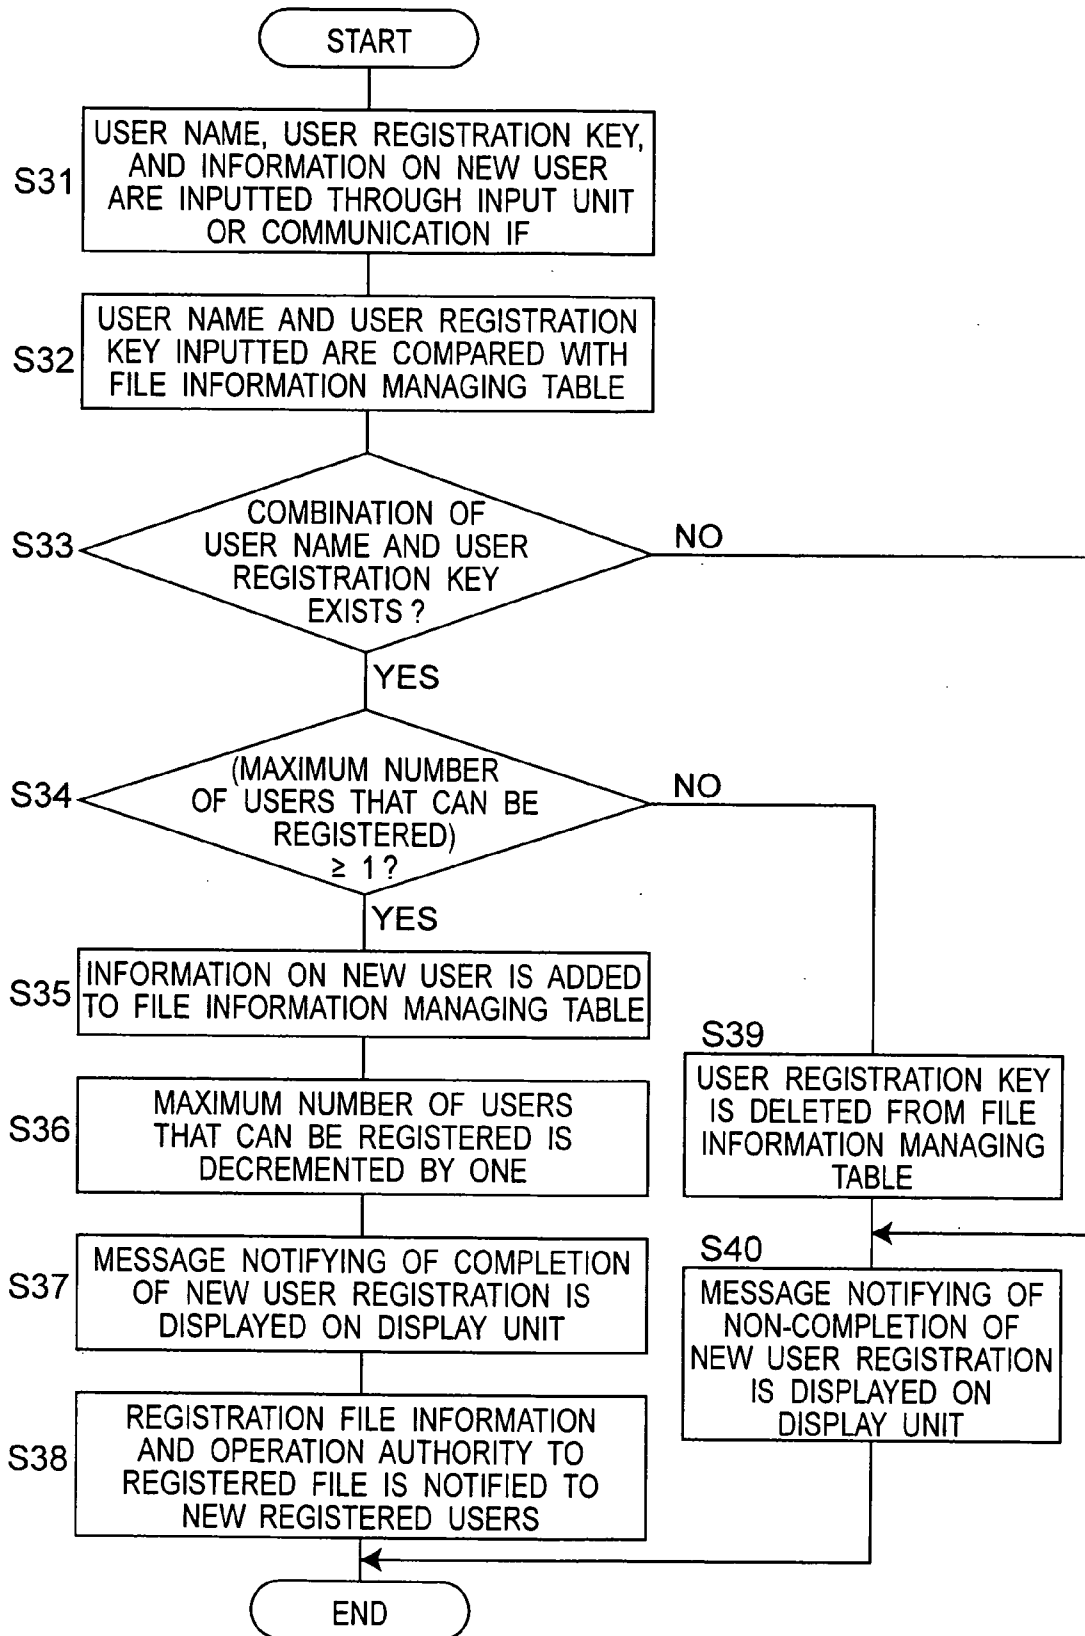 START
S31
USER NAME, USER REGISTRATION KEY,
AND INFORMATION ON NEW USER
ARE INPUTTED THROUGH INPUT UNIT
OR COMMUNICATION IF
S32
USER NAME AND USER REGISTRATION
KEY INPUTTED ARE COMPARED WITH
FILE INFORMATION MANAGING TABLE
S33
COMBINATION OF
USER NAME AND USER
REGISTRATION KEY
EXISTS ?
NO
YES
S34
(MAXIMUM NUMBER
OF USERS THAT CAN BE
REGISTERED)
≥ 1 ?
NO
YES
S35
INFORMATION ON NEW USER IS ADDED
TO FILE INFORMATION MANAGING TABLE
S36
MAXIMUM NUMBER OF USERS
THAT CAN BE REGISTERED IS
DECREMENTED BY ONE
S37
MESSAGE NOTIFYING OF COMPLETION
OF NEW USER REGISTRATION IS
DISPLAYED ON DISPLAY UNIT
S38
REGISTRATION FILE INFORMATION
AND OPERATION AUTHORITY TO
REGISTERED FILE IS NOTIFIED TO
NEW REGISTERED USERS
S39
USER REGISTRATION KEY
IS DELETED FROM FILE
INFORMATION MANAGING
TABLE
S40
MESSAGE NOTIFYING OF
NON-COMPLETION OF
NEW USER REGISTRATION
IS DISPLAYED ON
DISPLAY UNIT
END